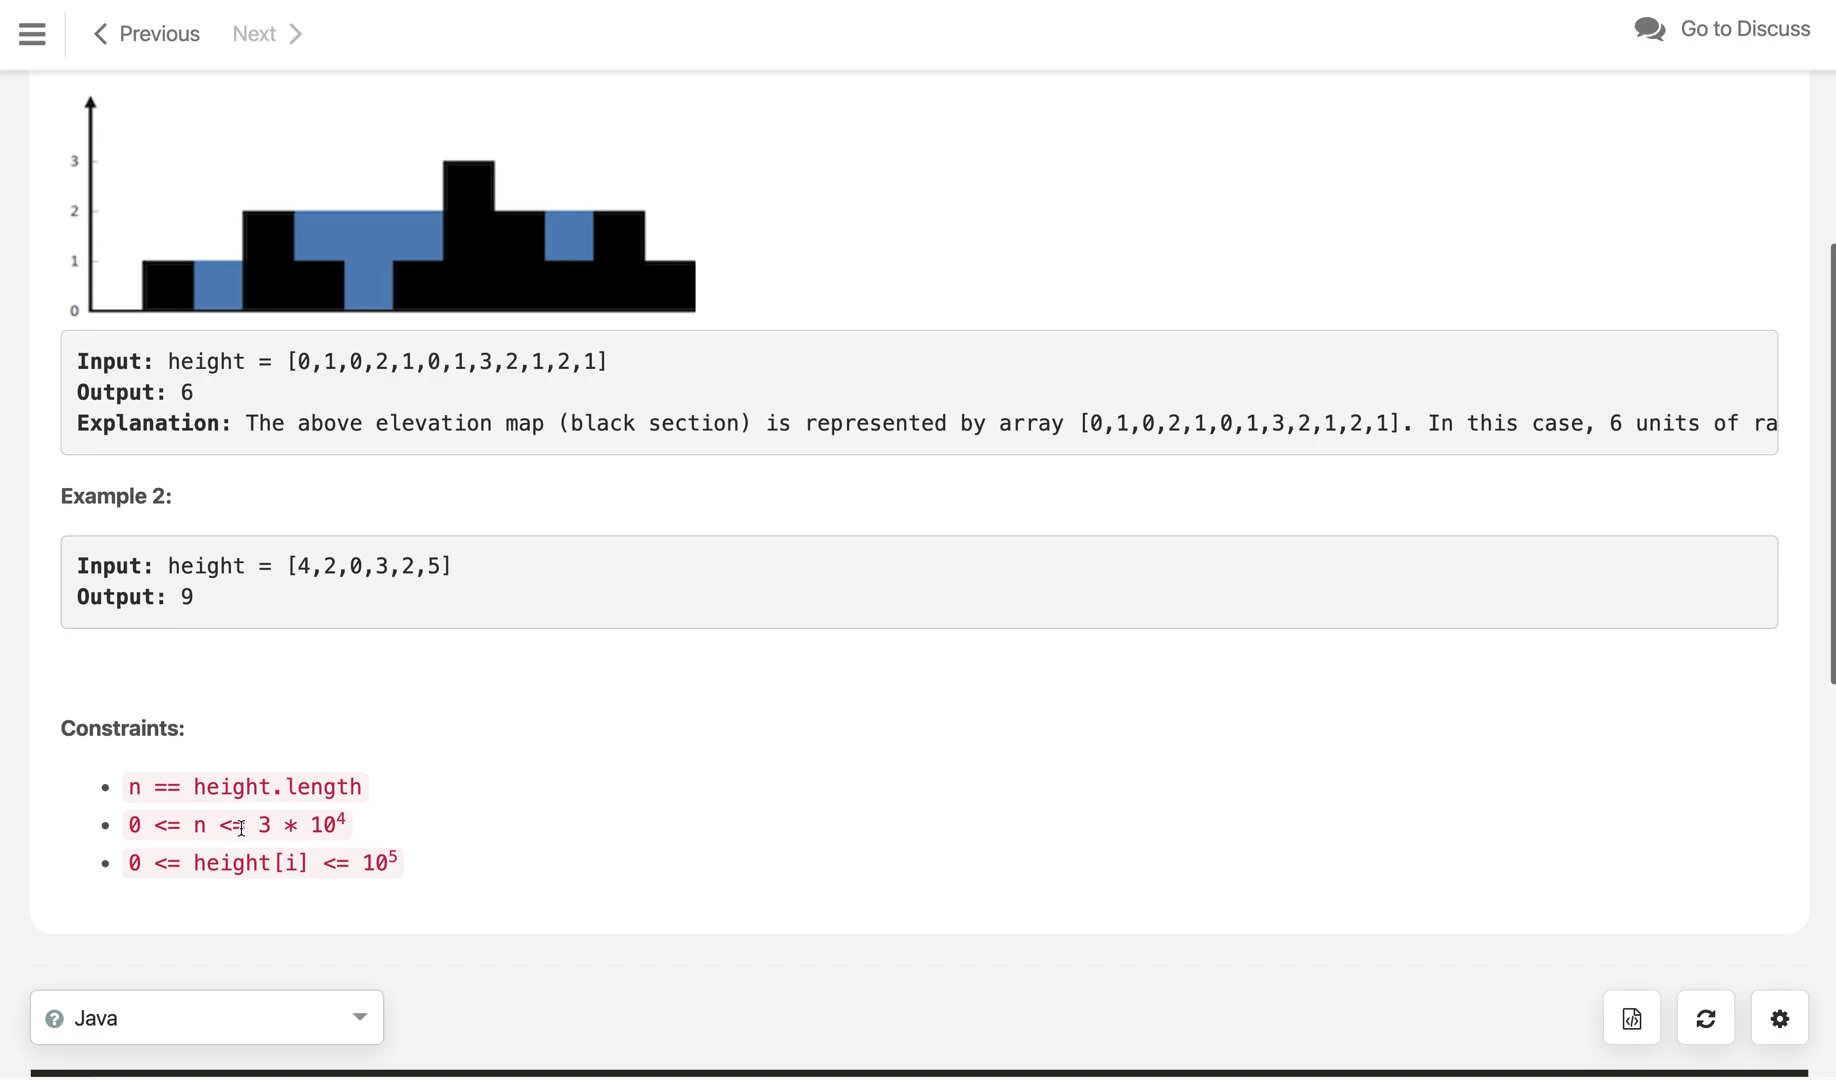 Previous Next Go to Discuss
3
2
1
0
Input: height = [0,1,0,2,1,0,1,3,2,1,2,1]
Output: 6
Explanation: The above elevation map (black section) is represented by array [0,1,0,2,1,0,1,3,2,1,2,1]. In this case, 6 units of ra
Example 2:
Input: height = [4,2,0,3,2,5]
Output: 9
Constraints:
n == height.length
0 <= n <= 3 * 10⁴
0 <= height[i] <= 10⁵
? Java